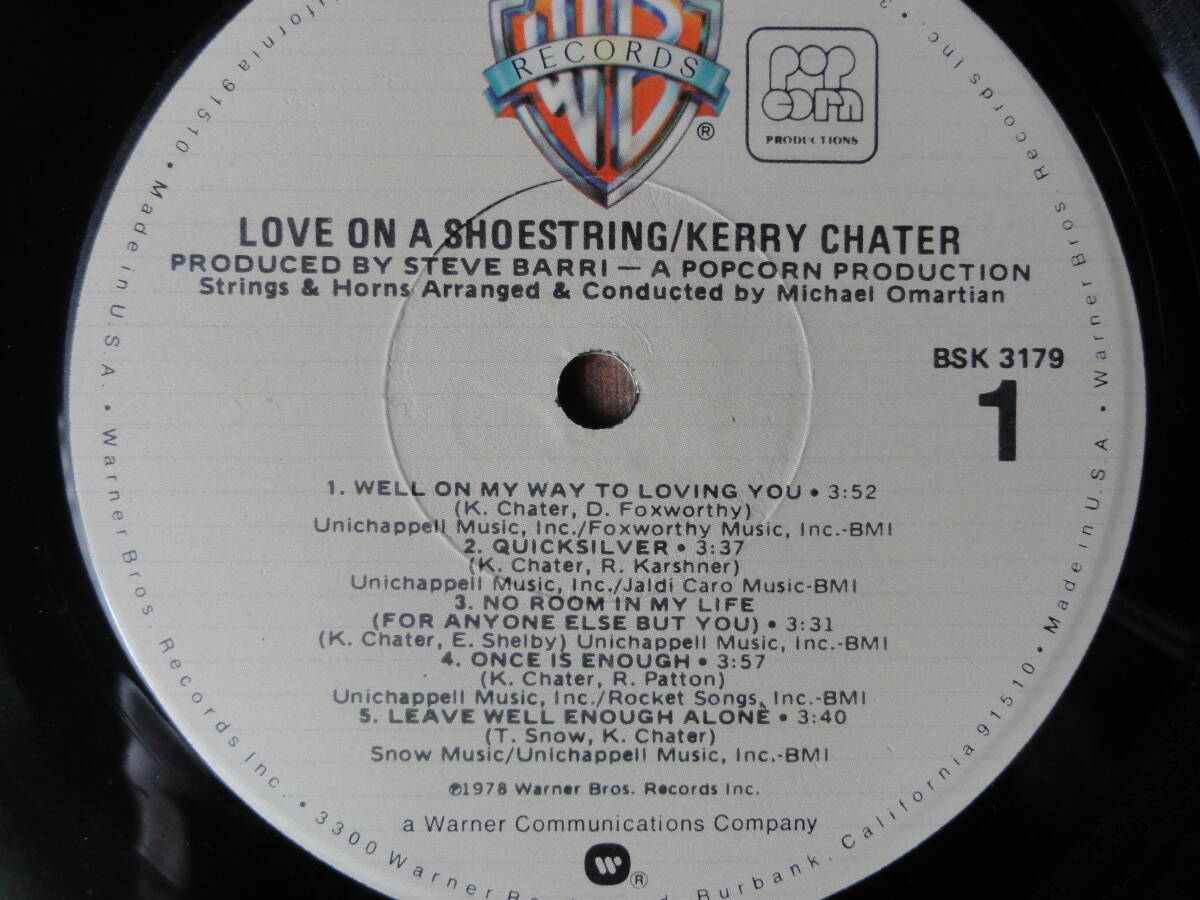 RECORDS
WB
®
POP
CORN
PRODUCTIONS
LOVE ON A SHOESTRING/KERRY CHATER
PRODUCED BY STEVE BARRI — A POPCORN PRODUCTION
Strings & Horns Arranged & Conducted by Michael Omartian
BSK 3179
1
1. WELL ON MY WAY TO LOVING YOU • 3:52
(K. Chater, D. Foxworthy)
Unichappell Music, Inc./Foxworthy Music, Inc.-BMI
2. QUICKSILVER • 3:37
(K. Chater, R. Karshner)
Unichappell Music, Inc./Jaldi Caro Music-BMI
3. NO ROOM IN MY LIFE
(FOR ANYONE ELSE BUT YOU) • 3:31
(K. Chater, E. Shelby) Unichappell Music, Inc.-BMI
4. ONCE IS ENOUGH • 3:57
(K. Chater, R. Patton)
Unichappell Music, Inc./Rocket Songs, Inc.-BMI
5. LEAVE WELL ENOUGH ALONE • 3:40
(T. Snow, K. Chater)
Snow Music/Unichappell Music, Inc.-BMI
℗1978 Warner Bros. Records Inc.
a Warner Communications Company
®
91510 • Made in U.S.A. • Warner Bros. Records Inc. • 3300 Warner Burbank, California 91510 • Made in U.S.A. • Warner Bros. Records Inc. •